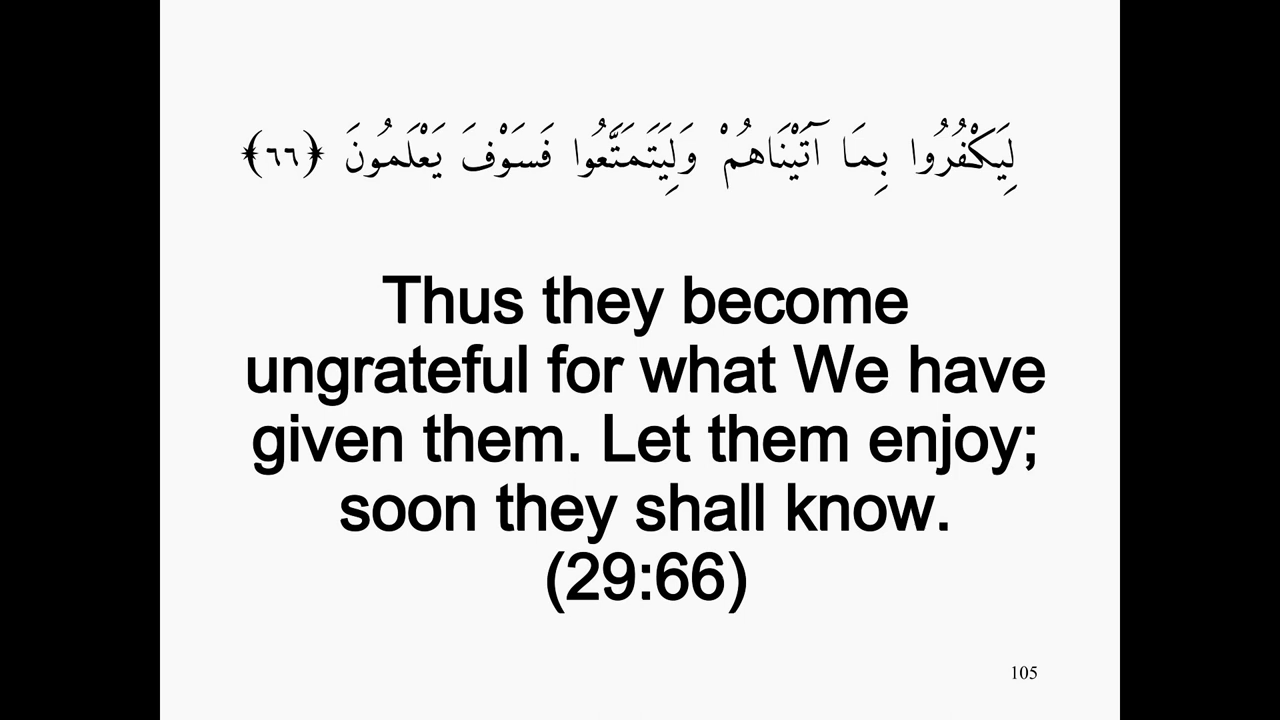 لِيَكْفُرُوا بِمَا آتَيْنَاهُمْ وَلِيَتَمَتَّعُوا فَسَوْفَ يَعْلَمُونَ ﴿٦٦﴾
Thus they become
ungrateful for what We have
given them. Let them enjoy;
soon they shall know.
(29:66)
105